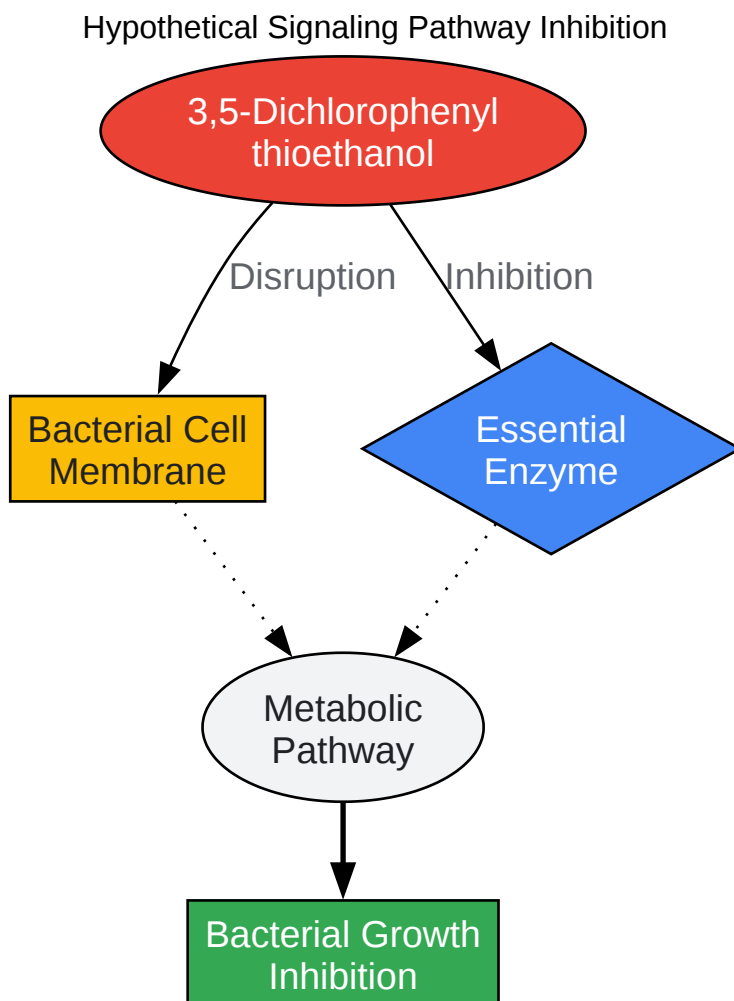 Hypothetical Signaling Pathway Inhibition
3,5-Dichlorophenyl
thioethanol
Disruption
Inhibition
Bacterial Cell
Membrane
Essential
Enzyme
Metabolic
Pathway
Bacterial Growth
Inhibition